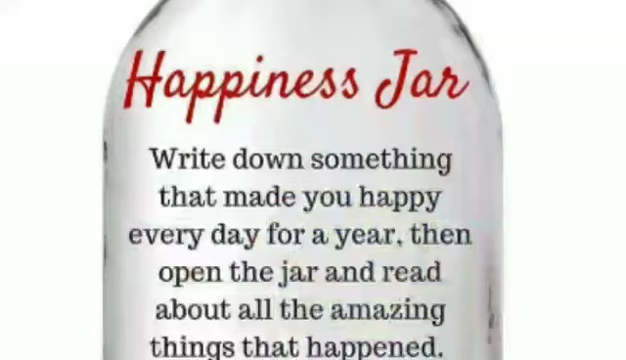 Happiness Jar
Write down something
that made you happy
every day for a year, then
open the jar and read
about all the amazing
things that happened.